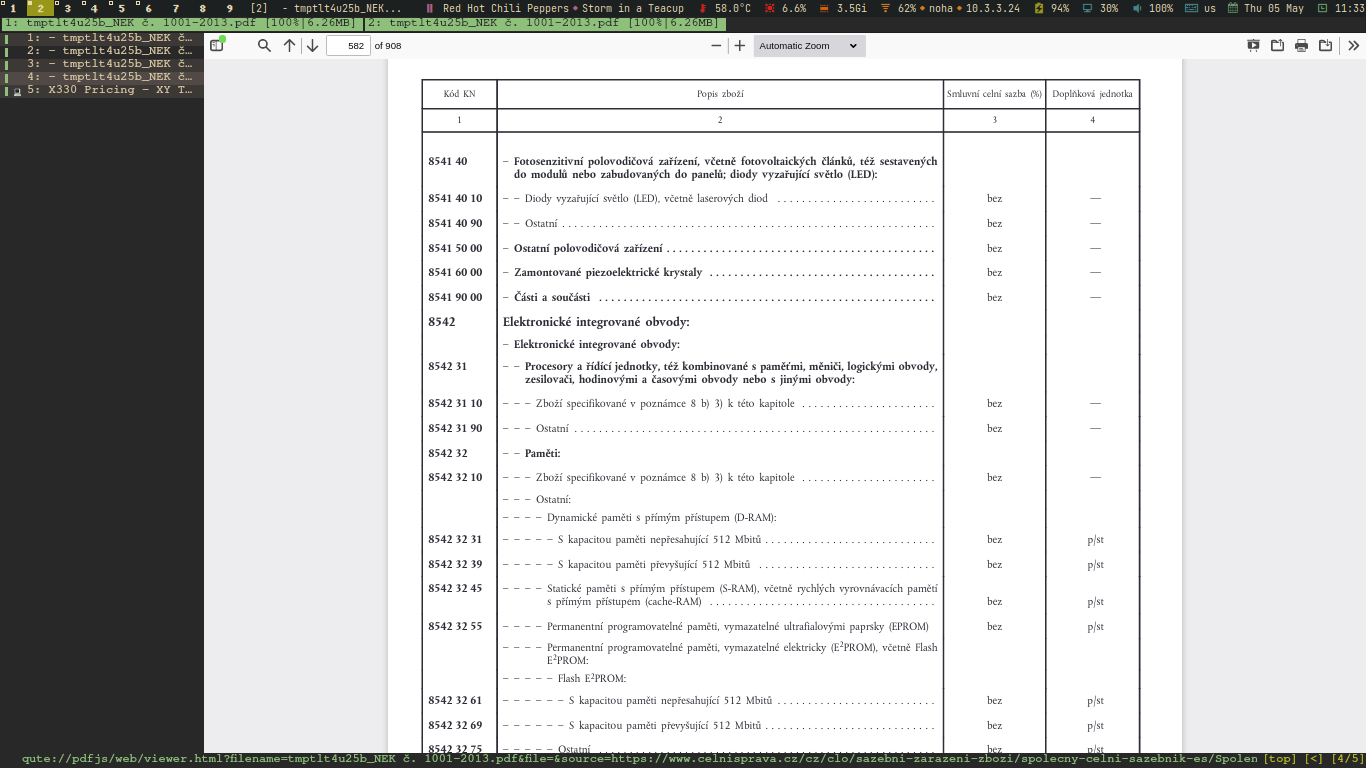 1 2 3 4 5 6 7 8 9 [2] - tmptlt4u25b_NEK... Red Hot Chili Peppers ◆ Storm in a Teacup 58.0°C 6.6% 3.5Gi 62% ◆ noha ◆ 10.3.3.24 94% 30% 100% us Thu 05 May 11:33
1: tmptlt4u25b_NEK č. 1001-2013.pdf [100%|6.26MB] 2: tmptlt4u25b_NEK č. 1001-2013.pdf [100%|6.26MB]
1: - tmptlt4u25b_NEK č…
2: - tmptlt4u25b_NEK č…
3: - tmptlt4u25b_NEK č…
4: - tmptlt4u25b_NEK č…
5: X330 Pricing - XY T…
582 of 908 Automatic Zoom
Kód KN Popis zboží Smluvní celní sazba (%) Doplňková jednotka
1 2 3 4
8541 40 – Fotosenzitivní polovodičová zařízení, včetně fotovoltaických článků, též sestavených
do modulů nebo zabudovaných do panelů; diody vyzařující světlo (LED):
8541 40 10 – – Diody vyzařující světlo (LED), včetně laserových diod . . . . . . . . . . . . . . . . . . . . . . . . . bez —
8541 40 90 – – Ostatní . . . . . . . . . . . . . . . . . . . . . . . . . bez —
8541 50 00 – Ostatní polovodičová zařízení . . . . . . . . . . . . . . . . . . . . . . . . . bez —
8541 60 00 – Zamontované piezoelektrické krystaly . . . . . . . . . . . . . . . . . . . . . . . . . bez —
8541 90 00 – Části a součásti . . . . . . . . . . . . . . . . . . . . . . . . . bez —
8542 Elektronické integrované obvody:
– Elektronické integrované obvody:
8542 31 – – Procesory a řídící jednotky, též kombinované s paměťmi, měniči, logickými obvody,
zesilovači, hodinovými a časovými obvody nebo s jinými obvody:
8542 31 10 – – – Zboží specifikované v poznámce 8 b) 3) k této kapitole . . . . . . . . . . . . . . . . . . . . . bez —
8542 31 90 – – – Ostatní . . . . . . . . . . . . . . . . . . . . . . . . . bez —
8542 32 – – Paměti:
8542 32 10 – – – Zboží specifikované v poznámce 8 b) 3) k této kapitole . . . . . . . . . . . . . . . . . . . . . bez —
– – – Ostatní:
– – – – Dynamické paměti s přímým přístupem (D-RAM):
8542 32 31 – – – – – S kapacitou paměti nepřesahující 512 Mbitů . . . . . . . . . . . . . . . . . . . . . . . . . bez p/st
8542 32 39 – – – – – S kapacitou paměti převyšující 512 Mbitů . . . . . . . . . . . . . . . . . . . . . . . . . bez p/st
8542 32 45 – – – – Statické paměti s přímým přístupem (S-RAM), včetně rychlých vyrovnávacích pamětí
s přímým přístupem (cache-RAM) . . . . . . . . . . . . . . . . . . . . . . . . . bez p/st
8542 32 55 – – – – Permanentní programovatelné paměti, vymazatelné ultrafialovými paprsky (EPROM) bez p/st
– – – – Permanentní programovatelné paměti, vymazatelné elektricky (E²PROM), včetně Flash
E²PROM:
– – – – – Flash E²PROM:
8542 32 61 – – – – – – S kapacitou paměti nepřesahující 512 Mbitů . . . . . . . . . . . . . . . . . . . . . . . . . bez p/st
8542 32 69 – – – – – – S kapacitou paměti převyšující 512 Mbitů . . . . . . . . . . . . . . . . . . . . . . . . . bez p/st
8542 32 75 – – – – – Ostatní . . . . . . . . . . . . . . . . . . . . . . . . . bez p/st
qute://pdfjs/web/viewer.html?filename=tmptlt4u25b_NEK č. 1001-2013.pdf&file=&source=https://www.celnisprava.cz/cz/clo/sazebni-zarazeni-zbozi/spolecny-celni-sazebnik-es/Spolen [top] [<] [4/5]